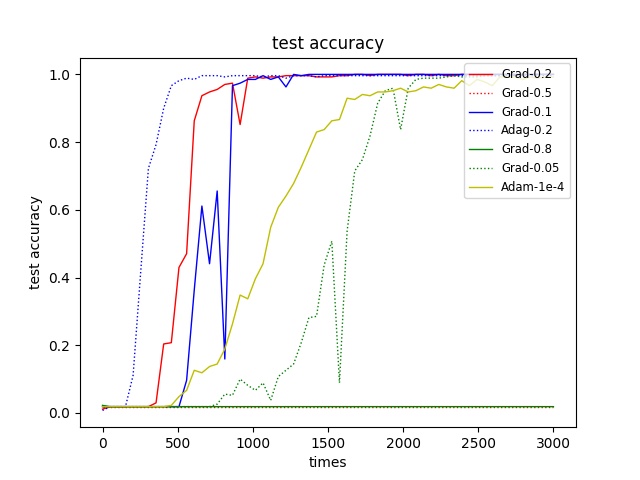 test accuracy
1.0
0.8
0.6
0.4
0.2
0.0
test accuracy
Grad-0.2
Grad-0.5
Grad-0.1
Adag-0.2
Grad-0.8
Grad-0.05
Adam-1e-4
0
500
1000
1500
2000
2500
3000
times